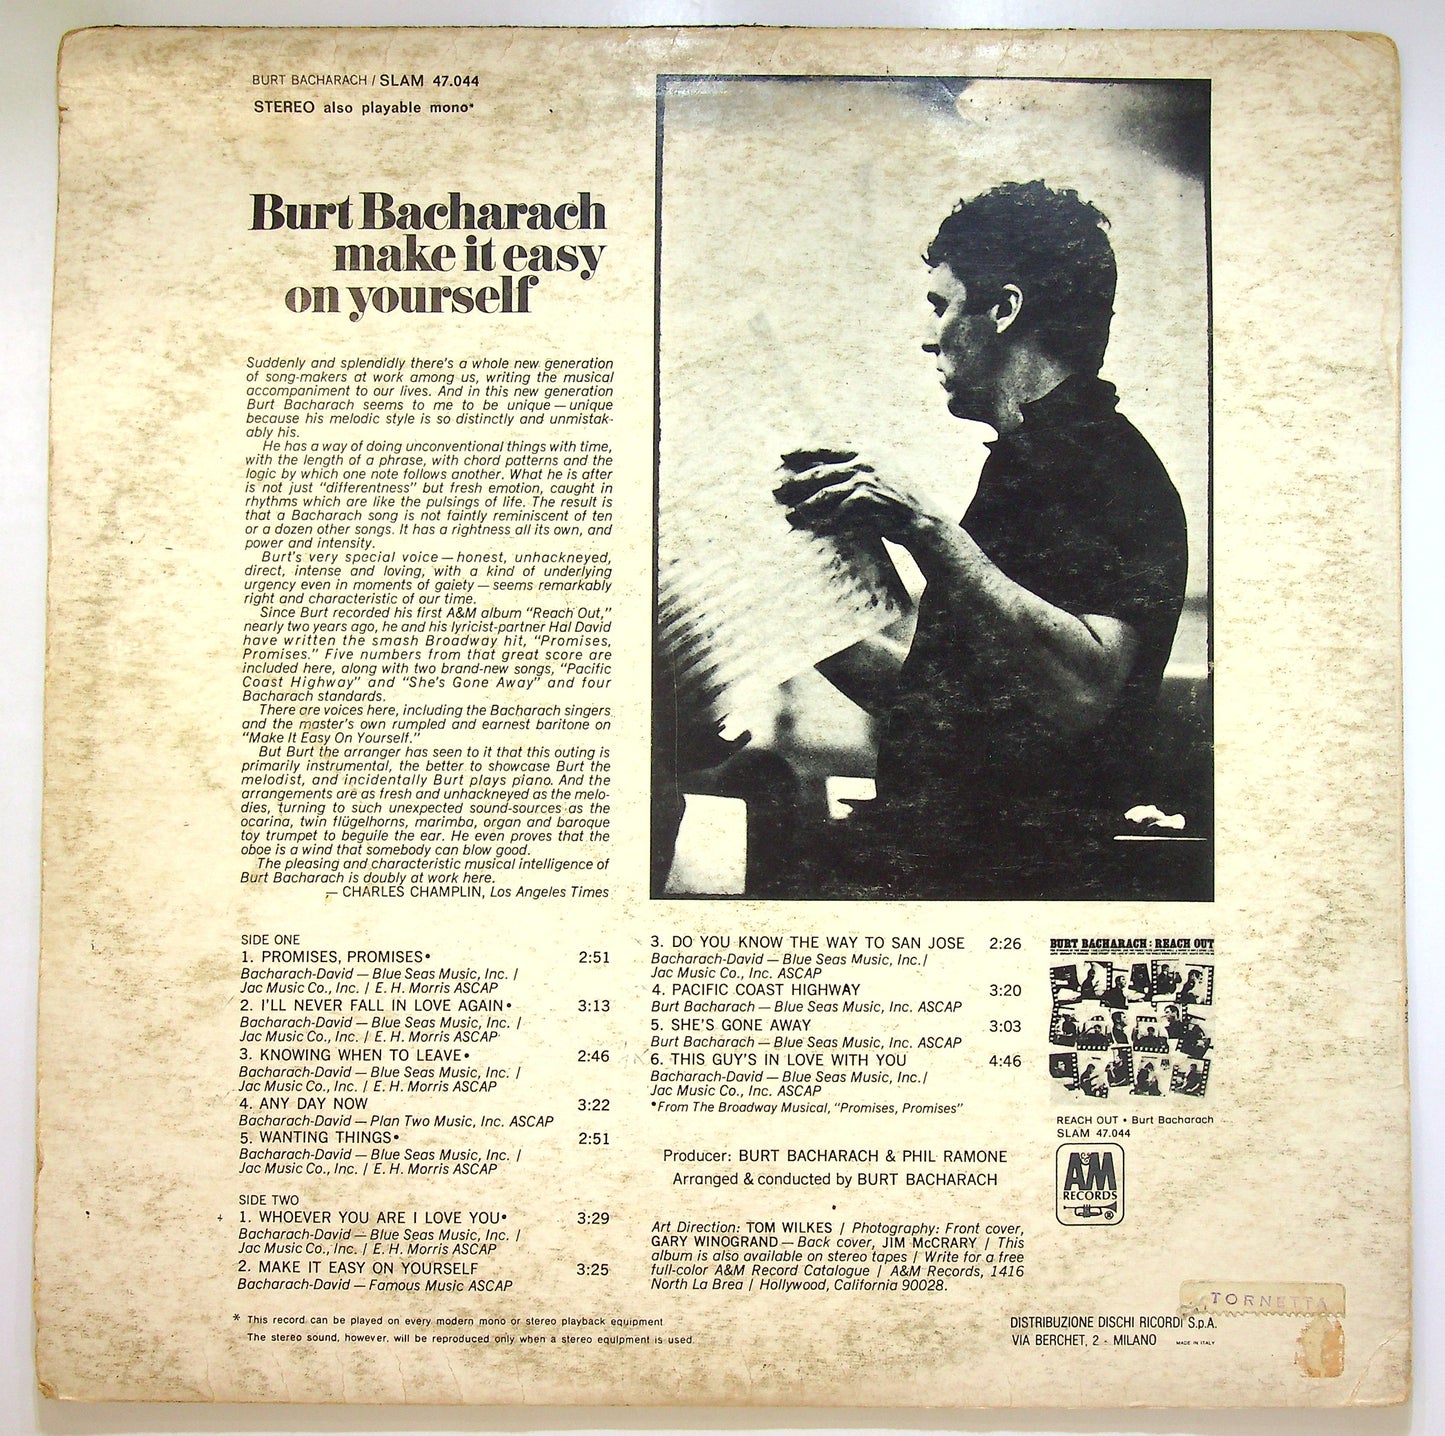 BURT BACHARACH / SLAM 47.044
STEREO also playable mono*
Burt Bacharach
make it easy
on yourself
Suddenly and splendidly there's a whole new generation
of song-makers at work among us, writing the musical
accompaniment to our lives. And in this new generation
Burt Bacharach seems to me to be unique — unique
because his melodic style is so distinctly and unmistak-
ably his.
He has a way of doing unconventional things with time,
with the length of a phrase, with chord patterns and the
logic by which one note follows another. What he is after
is not just "differentness" but fresh emotion, caught in
rhythms which are like the pulsings of life. The result is
that a Bacharach song is not faintly reminiscent of ten
or a dozen other songs. It has a rightness all its own, and
power and intensity.
Burt's very special voice — honest, unhackneyed,
direct, intense and loving, with a kind of underlying
urgency even in moments of gaiety — seems remarkably
right and characteristic of our time.
Since Burt recorded his first A&M album "Reach Out,"
nearly two years ago, he and his lyricist-partner Hal David
have written the smash Broadway hit, "Promises,
Promises." Five numbers from that great score are
included here, along with two brand-new songs, "Pacific
Coast Highway" and "She's Gone Away" and four
Bacharach standards.
There are voices here, including the Bacharach singers
and the master's own rumpled and earnest baritone on
"Make It Easy On Yourself."
But Burt the arranger has seen to it that this outing is
primarily instrumental, the better to showcase Burt the
melodist, and incidentally Burt plays piano. And the
arrangements are as fresh and unhackneyed as the melo-
dies, turning to such unexpected sound-sources as the
ocarina, twin flügelhorns, marimba, organ and baroque
toy trumpet to beguile the ear. He even proves that the
oboe is a wind that somebody can blow good.
The pleasing and characteristic musical intelligence of
Burt Bacharach is doubly at work here.
— CHARLES CHAMPLIN, Los Angeles Times
SIDE ONE
1. PROMISES, PROMISES• 2:51
Bacharach-David — Blue Seas Music, Inc. /
Jac Music Co., Inc. / E. H. Morris ASCAP
2. I'LL NEVER FALL IN LOVE AGAIN• 3:13
Bacharach-David — Blue Seas Music, Inc. /
Jac Music Co., Inc. / E. H. Morris ASCAP
3. KNOWING WHEN TO LEAVE• 2:46
Bacharach-David — Blue Seas Music, Inc. /
Jac Music Co., Inc. / E. H. Morris ASCAP
4. ANY DAY NOW 3:22
Bacharach-David — Plan Two Music, Inc. ASCAP
5. WANTING THINGS• 2:51
Bacharach-David — Blue Seas Music, Inc. /
Jac Music Co., Inc. / E. H. Morris ASCAP
SIDE TWO
1. WHOEVER YOU ARE I LOVE YOU• 3:29
Bacharach-David — Blue Seas Music, Inc. /
Jac Music Co., Inc. / E. H. Morris ASCAP
2. MAKE IT EASY ON YOURSELF 3:25
Bacharach-David — Famous Music ASCAP
3. DO YOU KNOW THE WAY TO SAN JOSE 2:26
Bacharach-David — Blue Seas Music, Inc./
Jac Music Co., Inc. ASCAP
4. PACIFIC COAST HIGHWAY 3:20
Burt Bacharach — Blue Seas Music, Inc. ASCAP
5. SHE'S GONE AWAY 3:03
Burt Bacharach — Blue Seas Music, Inc. ASCAP
6. THIS GUY'S IN LOVE WITH YOU 4:46
Bacharach-David — Blue Seas Music, Inc./
Jac Music Co., Inc. ASCAP
•From The Broadway Musical, "Promises, Promises"
Producer: BURT BACHARACH & PHIL RAMONE
Arranged & conducted by BURT BACHARACH
Art Direction: TOM WILKES / Photography: Front cover,
GARY WINOGRAND — Back cover, JIM McCRARY / This
album is also available on stereo tapes / Write for a free
full-color A&M Record Catalogue / A&M Records, 1416
North La Brea / Hollywood, California 90028.
BURT BACHARACH: REACH OUT
REACH OUT • Burt Bacharach
SLAM 47.044
A&M
RECORDS
®
TORNETTA
* This record can be played on every modern mono or stereo playback equipment
The stereo sound, however, will be reproduced only when a stereo equipment is used.
DISTRIBUZIONE DISCHI RICORDI S.p.A.
VIA BERCHET, 2 - MILANO MADE IN ITALY